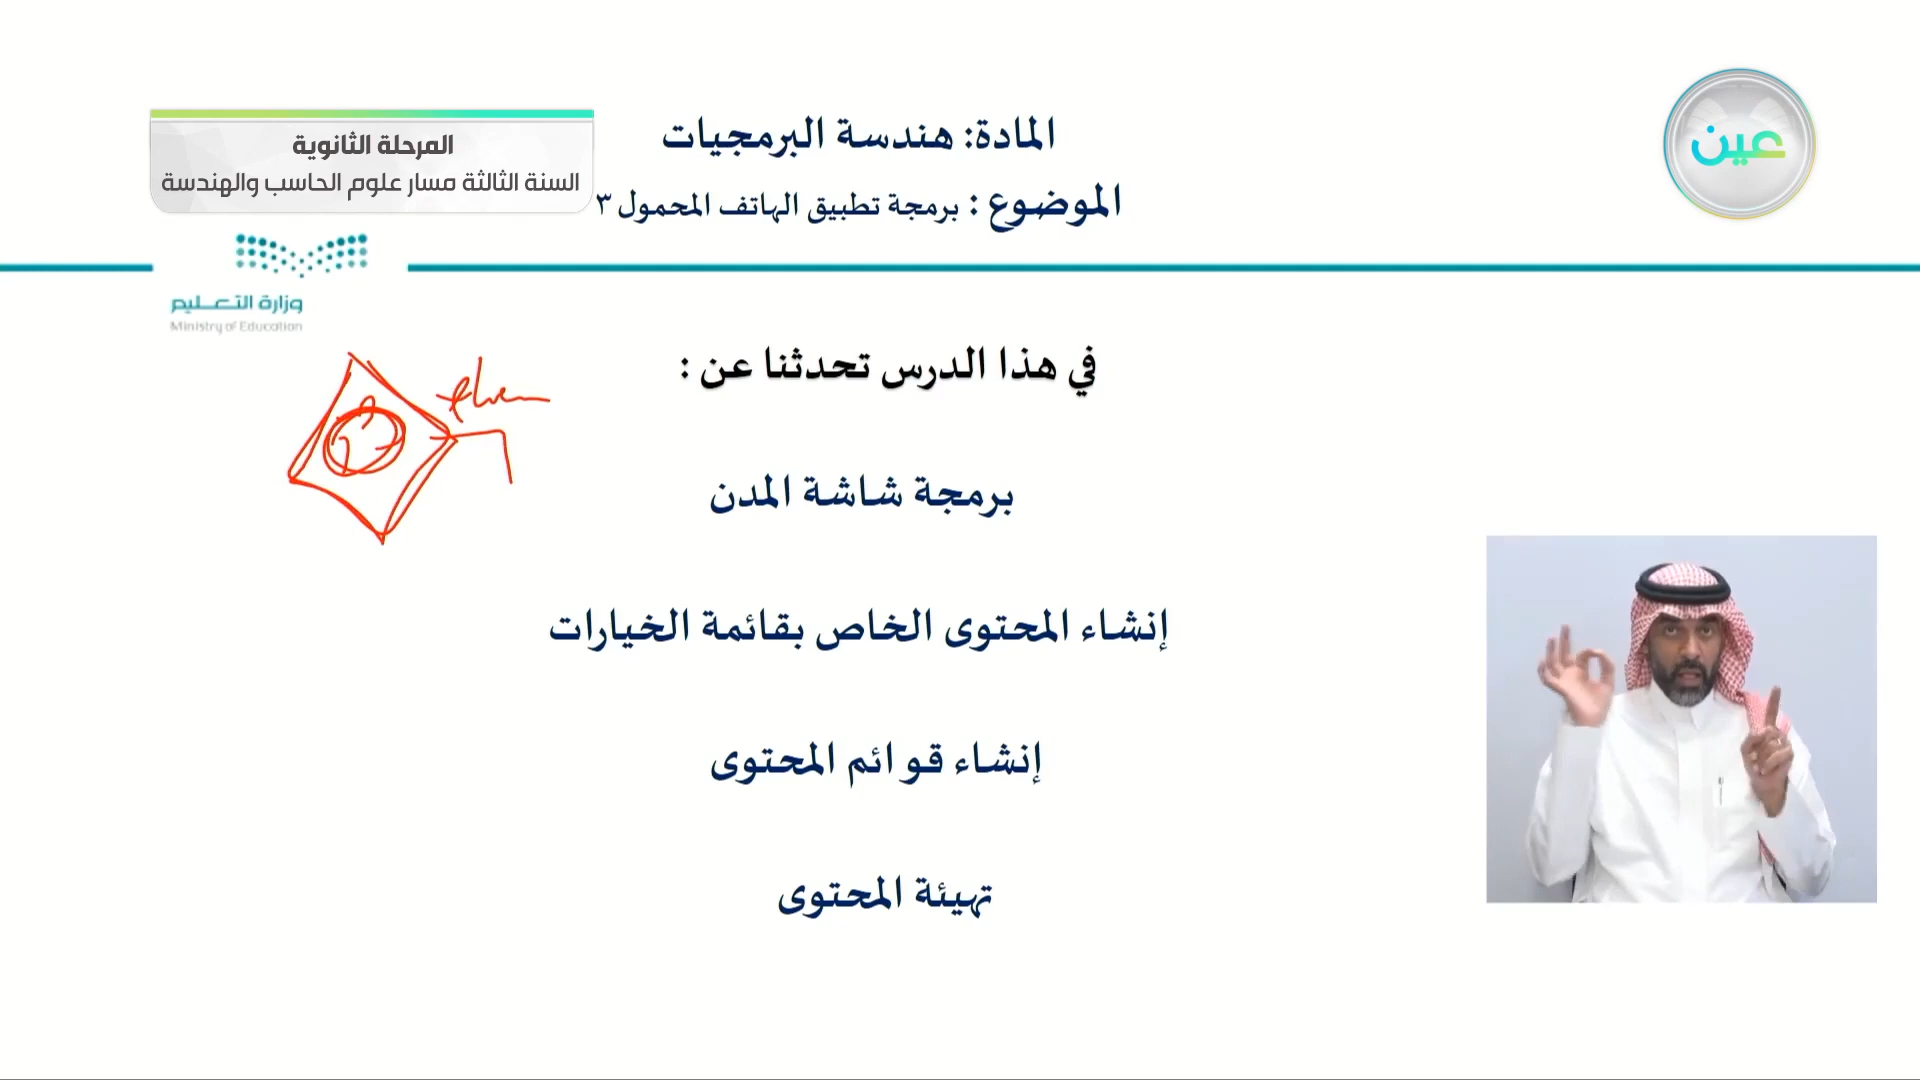 المرحلة الثانوية
السنة الثالثة مسار علوم الحاسب والهندسة
المادة: هندسة البرمجيات
الموضوع : برمجة تطبيق الهاتف المحمول ٣
عين
وزارة التعليم
Ministry of Education
في هذا الدرس تحدثنا عن :
برمجة شاشة المدن
إنشاء المحتوى الخاص بقائمة الخيارات
إنشاء قوائم المحتوى
تهيئة المحتوى